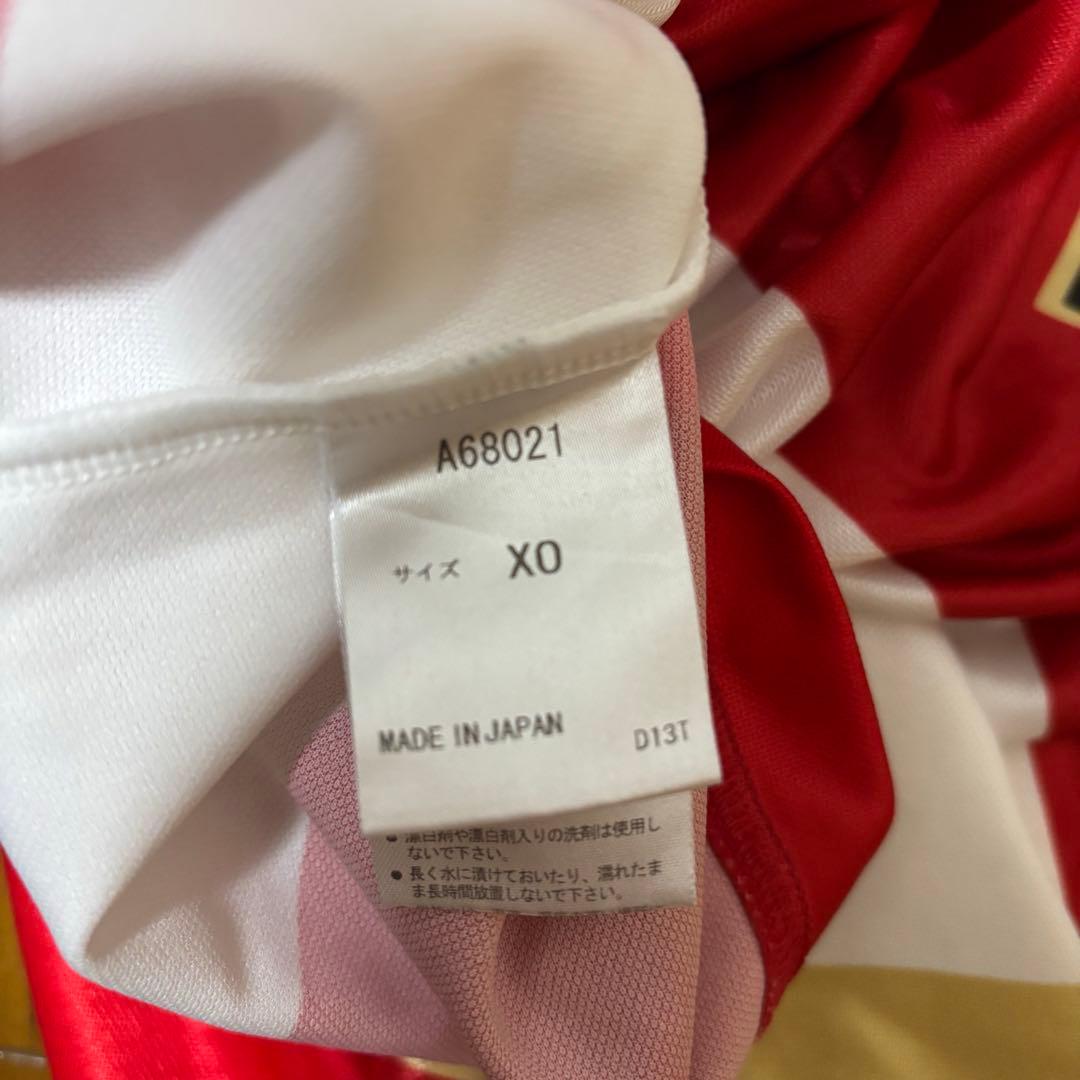 A68021
サイズ XO
MADE IN JAPAN D13T
● 漂白剤や漂白剤入りの洗剤は使用し
ないで下さい。
● 長く水に漬けておいたり、濡れたま
ま長時間放置しないで下さい。